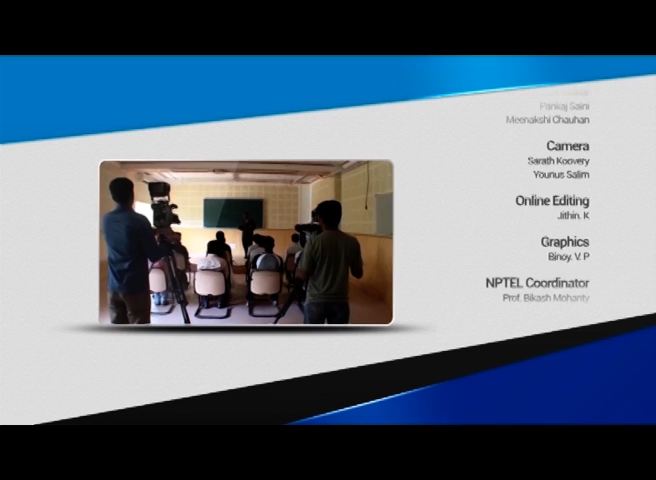 Pankaj Saini
Meenakshi Chauhan
Camera
Sarath Koovery
Younus Salim
Online Editing
Jithin. K
Graphics
Binoy. V. P
NPTEL Coordinator
Prof. Bikash Mohanty